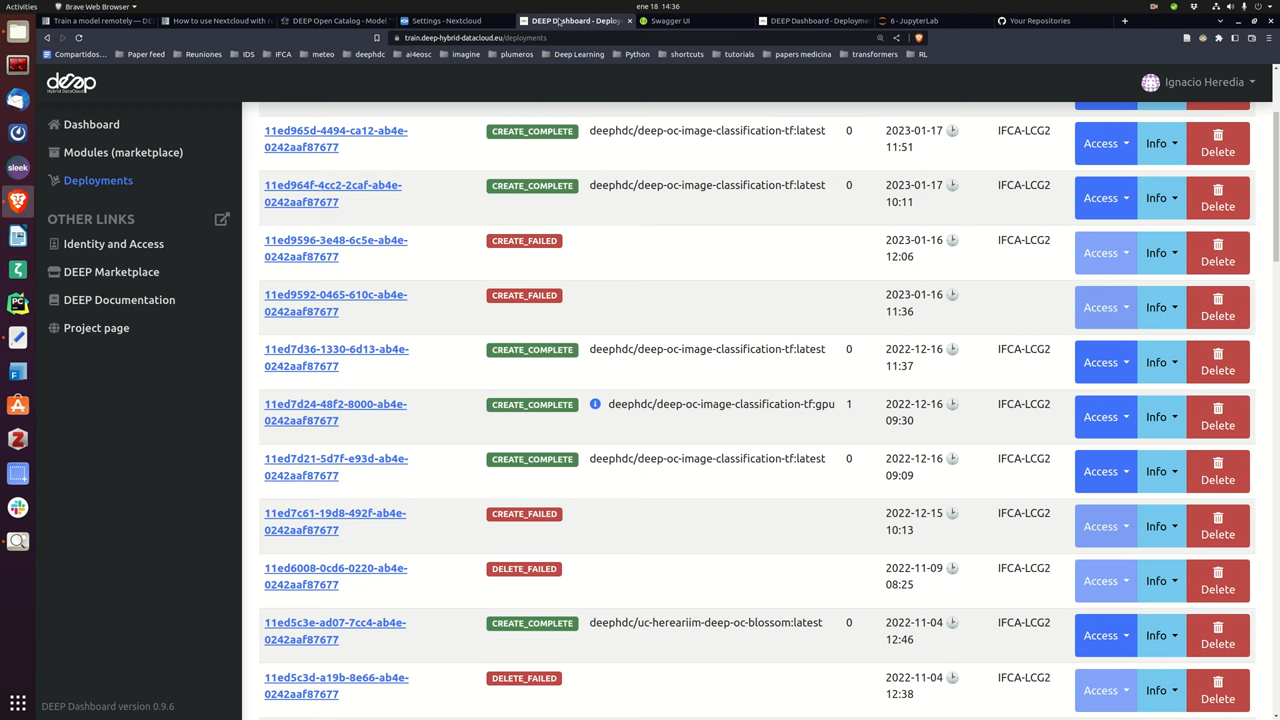 Activities
Brave Web Browser
ene 18 14:36
Train a model remotely — D
How to use Nextcloud with r
DEEP Open Catalog - Model
Settings - Nextcloud
DEEP Dashboard - Deploy
Swagger UI
DEEP Dashboard - Deployme
6 - JupyterLab
Your Repositories
train.deep-hybrid-datacloud.eu/deployments
Compartidos...
Paper feed
Reuniones
IDS
IFCA
meteo
deephdc
ai4eosc
imagine
plumeros
Deep Learning
Python
shortcuts
tutorials
papers medicina
transformers
RL
deep
Hybrid DataCloud
Ignacio Heredia
Dashboard
Modules (marketplace)
Deployments
OTHER LINKS
Identity and Access
DEEP Marketplace
DEEP Documentation
Project page
DEEP Dashboard version 0.9.6
sleek
11ed965d-4494-ca12-ab4e-
0242aaf87677
CREATE_COMPLETE
deephdc/deep-oc-image-classification-tf:latest
0
2023-01-17
11:51
IFCA-LCG2
Access
Info
Delete
11ed964f-4cc2-2caf-ab4e-
0242aaf87677
CREATE_COMPLETE
deephdc/deep-oc-image-classification-tf:latest
0
2023-01-17
10:11
IFCA-LCG2
Access
Info
Delete
11ed9596-3e48-6c5e-ab4e-
0242aaf87677
CREATE_FAILED
2023-01-16
12:06
IFCA-LCG2
Access
Info
Delete
11ed9592-0465-610c-ab4e-
0242aaf87677
CREATE_FAILED
2023-01-16
11:36
IFCA-LCG2
Access
Info
Delete
11ed7d36-1330-6d13-ab4e-
0242aaf87677
CREATE_COMPLETE
deephdc/deep-oc-image-classification-tf:latest
0
2022-12-16
11:37
IFCA-LCG2
Access
Info
Delete
11ed7d24-48f2-8000-ab4e-
0242aaf87677
CREATE_COMPLETE
deephdc/deep-oc-image-classification-tf:gpu
1
2022-12-16
09:30
IFCA-LCG2
Access
Info
Delete
11ed7d21-5d7f-e93d-ab4e-
0242aaf87677
CREATE_COMPLETE
deephdc/deep-oc-image-classification-tf:latest
0
2022-12-16
09:09
IFCA-LCG2
Access
Info
Delete
11ed7c61-19d8-492f-ab4e-
0242aaf87677
CREATE_FAILED
2022-12-15
10:13
IFCA-LCG2
Access
Info
Delete
11ed6008-0cd6-0220-ab4e-
0242aaf87677
DELETE_FAILED
2022-11-09
08:25
IFCA-LCG2
Access
Info
Delete
11ed5c3e-ad07-7cc4-ab4e-
0242aaf87677
CREATE_COMPLETE
deephdc/uc-hereariim-deep-oc-blossom:latest
0
2022-11-04
12:46
IFCA-LCG2
Access
Info
Delete
11ed5c3d-a19b-8e66-ab4e-
0242aaf87677
DELETE_FAILED
2022-11-04
12:38
IFCA-LCG2
Access
Info
Delete